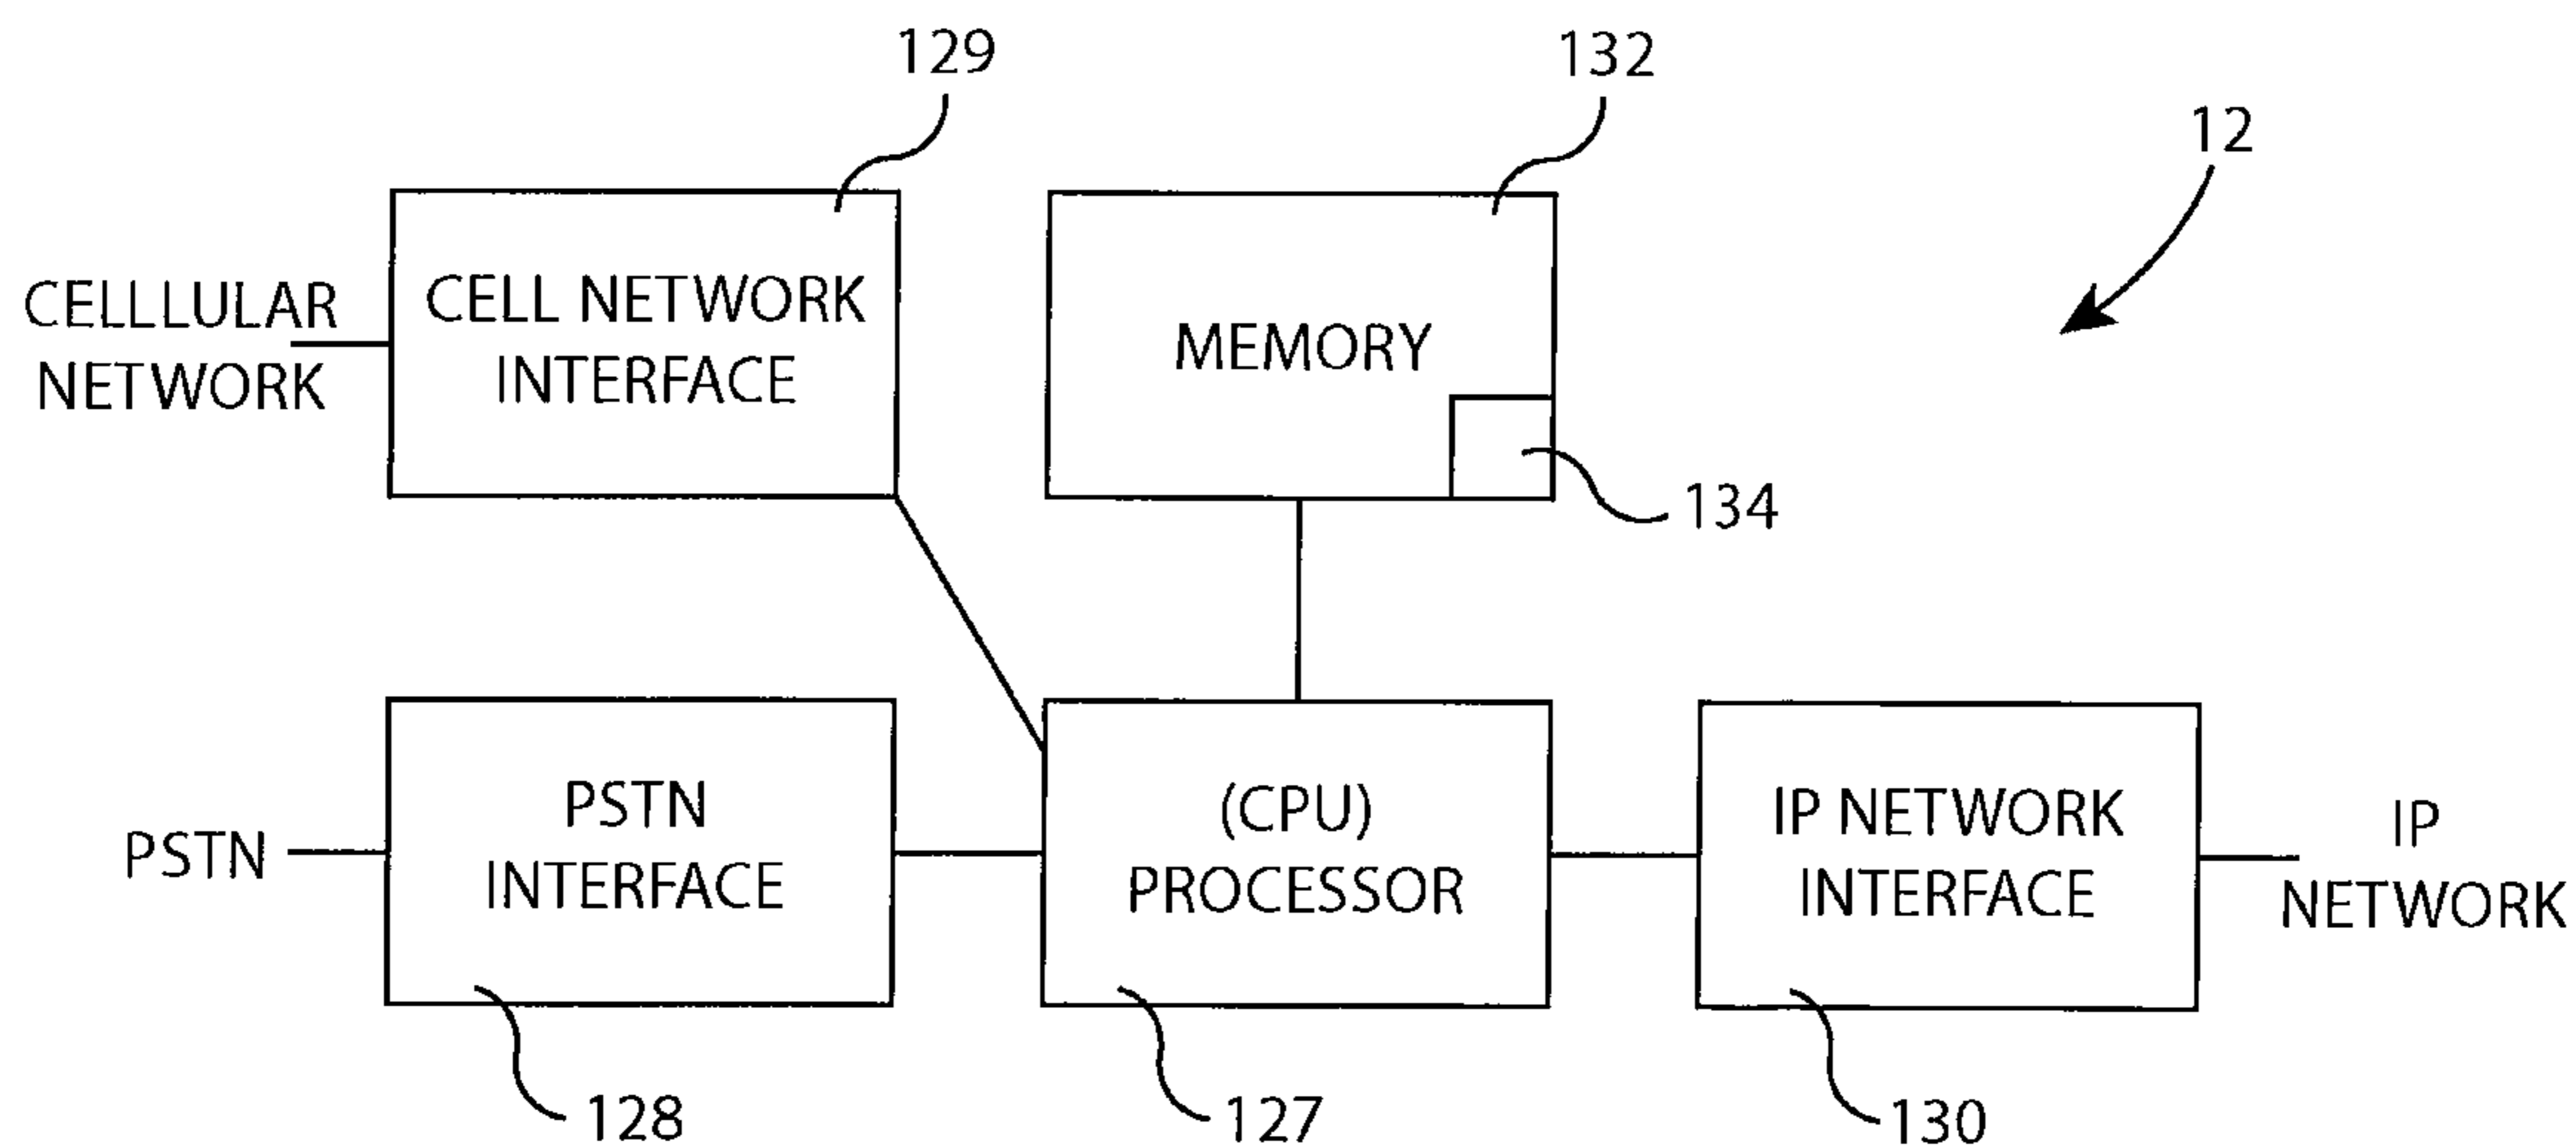 129
132
12
CELLLULAR
NETWORK
CELL NETWORK
INTERFACE
MEMORY
134
PSTN
PSTN
INTERFACE
(CPU)
PROCESSOR
IP NETWORK
INTERFACE
IP
NETWORK
128
127
130